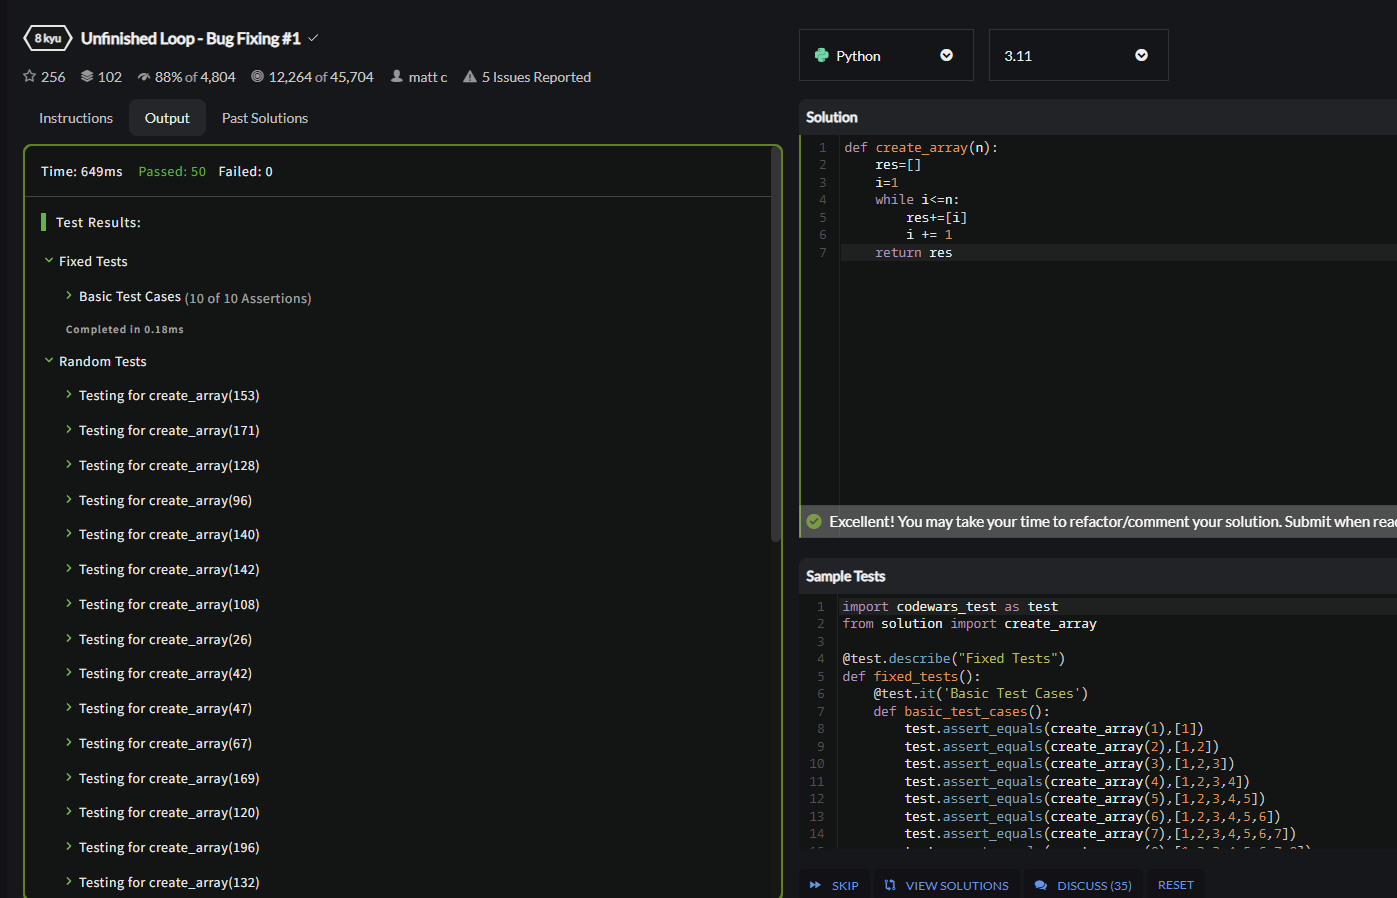 8 kyu Unfinished Loop - Bug Fixing #1
256 102 88% of 4,804 12,264 of 45,704 matt c 5 Issues Reported
Instructions Output Past Solutions
Time: 649ms Passed: 50 Failed: 0
Test Results:
Fixed Tests
Basic Test Cases (10 of 10 Assertions)
Completed in 0.18ms
Random Tests
Testing for create_array(153)
Testing for create_array(171)
Testing for create_array(128)
Testing for create_array(96)
Testing for create_array(140)
Testing for create_array(142)
Testing for create_array(108)
Testing for create_array(26)
Testing for create_array(42)
Testing for create_array(47)
Testing for create_array(67)
Testing for create_array(169)
Testing for create_array(120)
Testing for create_array(196)
Testing for create_array(132)
Python 3.11
Solution
1 def create_array(n):
2     res=[]
3     i=1
4     while i<=n:
5         res+=[i]
6         i += 1
7     return res
Excellent! You may take your time to refactor/comment your solution. Submit when
Sample Tests
1 import codewars_test as test
2 from solution import create_array
3
4 @test.describe("Fixed Tests")
5 def fixed_tests():
6     @test.it('Basic Test Cases')
7     def basic_test_cases():
8         test.assert_equals(create_array(1),[1])
9         test.assert_equals(create_array(2),[1,2])
10         test.assert_equals(create_array(3),[1,2,3])
11         test.assert_equals(create_array(4),[1,2,3,4])
12         test.assert_equals(create_array(5),[1,2,3,4,5])
13         test.assert_equals(create_array(6),[1,2,3,4,5,6])
14         test.assert_equals(create_array(7),[1,2,3,4,5,6,7])
SKIP VIEW SOLUTIONS DISCUSS (35) RESET